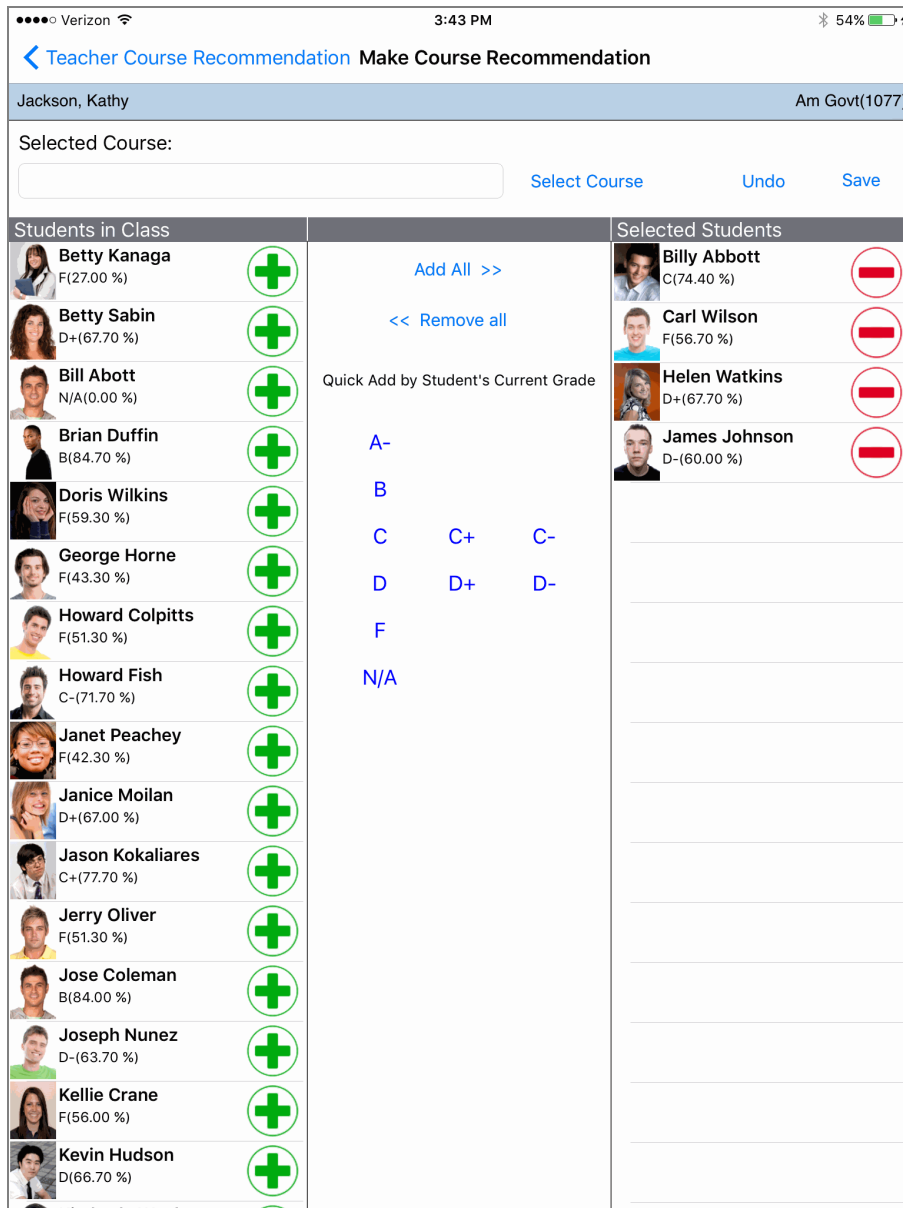 Verizon 3:43 PM 54%
Teacher Course Recommendation Make Course Recommendation
Jackson, Kathy Am Govt(1077)
Selected Course:
Select Course Undo Save
Students in Class
Betty Kanaga
F(27.00 %)
Betty Sabin
D+(67.70 %)
Bill Abott
N/A(0.00 %)
Brian Duffin
B(84.70 %)
Doris Wilkins
F(59.30 %)
George Horne
F(43.30 %)
Howard Colpitts
F(51.30 %)
Howard Fish
C-(71.70 %)
Janet Peachey
F(42.30 %)
Janice Moilan
D+(67.00 %)
Jason Kokaliares
C+(77.70 %)
Jerry Oliver
F(51.30 %)
Jose Coleman
B(84.00 %)
Joseph Nunez
D-(63.70 %)
Kellie Crane
F(56.00 %)
Kevin Hudson
D(66.70 %)
Add All >>
<< Remove all
Quick Add by Student's Current Grade
A-
B
C C+ C-
D D+ D-
F
N/A
Selected Students
Billy Abbott
C(74.40 %)
Carl Wilson
F(56.70 %)
Helen Watkins
D+(67.70 %)
James Johnson
D-(60.00 %)